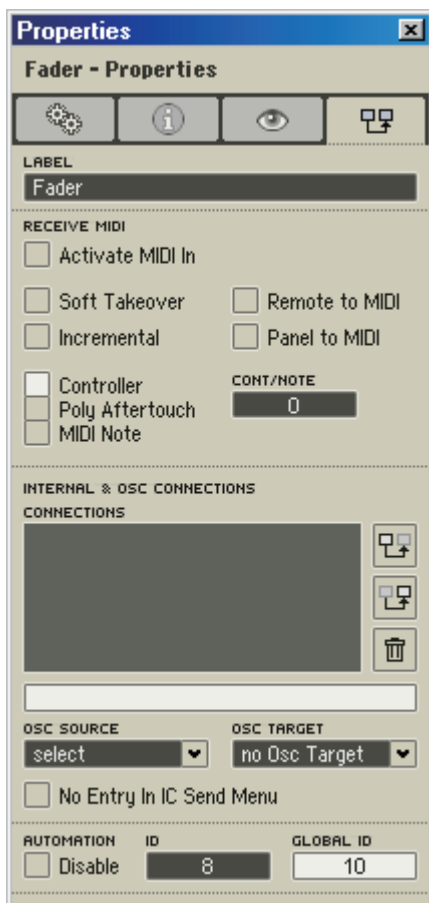 Properties
Fader - Properties
LABEL
Fader
RECEIVE MIDI
Activate MIDI In
Soft Takeover Remote to MIDI
Incremental Panel to MIDI
Controller CONT/NOTE
Poly Aftertouch 0
MIDI Note
INTERNAL & OSC CONNECTIONS
CONNECTIONS
OSC SOURCE OSC TARGET
select no Osc Target
No Entry In IC Send Menu
AUTOMATION ID GLOBAL ID
Disable 8 10